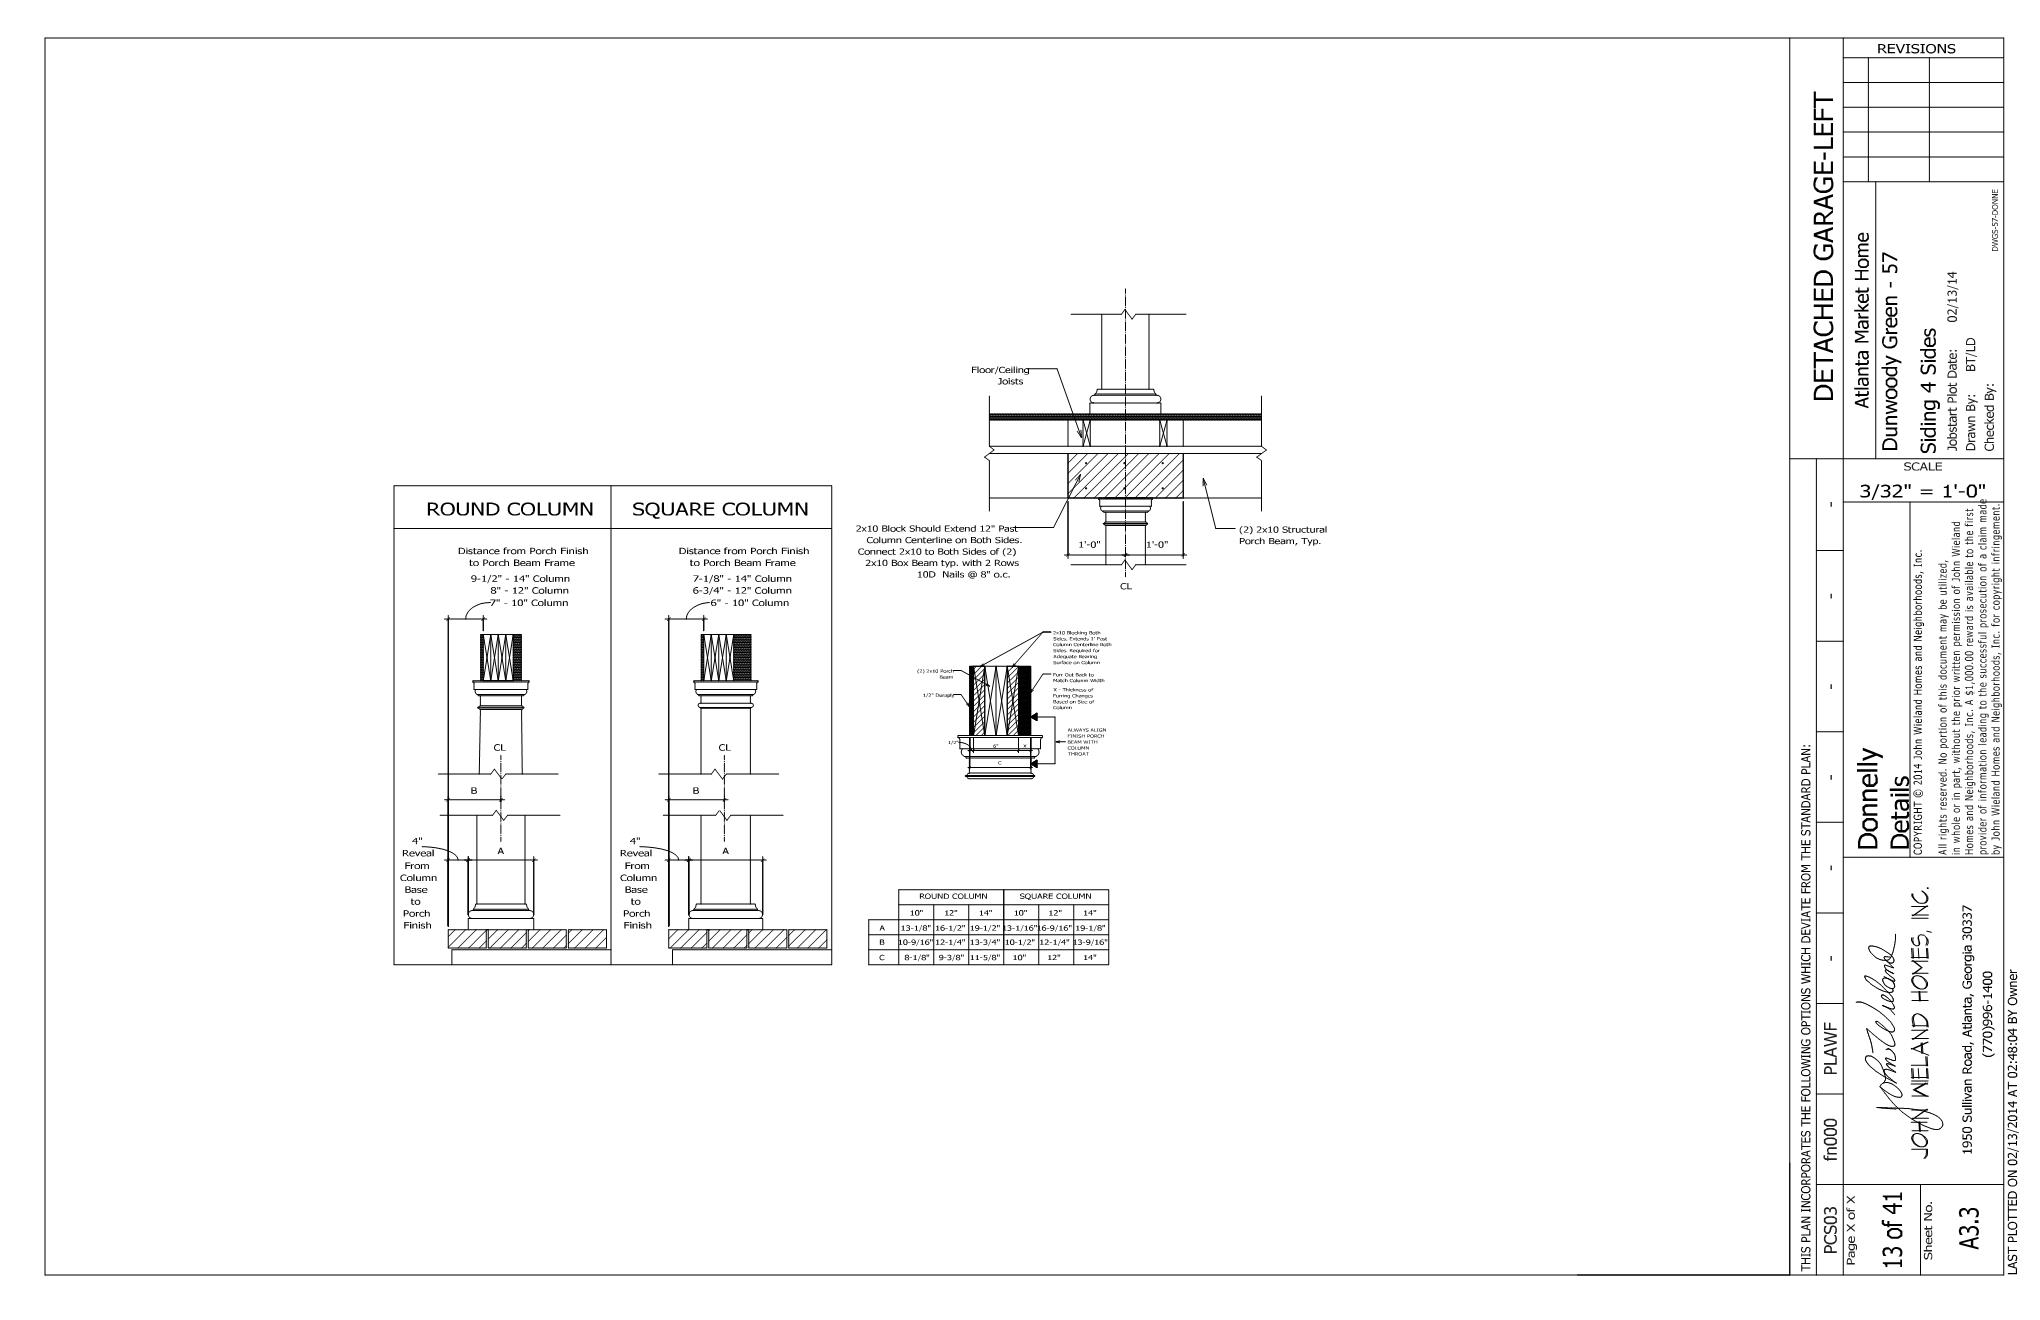 ROUND COLUMN
Distance from Porch Finish
to Porch Beam Frame
9-1/2" - 14" Column
8" - 12" Column
7" - 10" Column
CL
B
A
4"
Reveal
From
Column
Base
to
Porch
Finish
SQUARE COLUMN
Distance from Porch Finish
to Porch Beam Frame
7-1/8" - 14" Column
6-3/4" - 12" Column
6" - 10" Column
CL
B
A
4"
Reveal
From
Column
Base
to
Porch
Finish
Floor/Ceiling
Joists
2x10 Block Should Extend 12" Past
Column Centerline on Both Sides.
Connect 2x10 to Both Sides of (2)
2x10 Box Beam typ. with 2 Rows
10D Nails @ 8" o.c.
1'-0" 1'-0"
CL
(2) 2x10 Structural
Porch Beam, Typ.
2x10 Blocking Both
Sides. Extends 1' Past
Column Centerline Both
Sides. Required for
Adequate Bearing
Surface on Column
(2) 2x10 Porch
Beam
1/2" Duraply
Furr Out Back to
Match Column Width
X - Thickness of
Furring Changes
Based on Size of
Column
ALWAYS ALIGN
FINISH PORCH
BEAM WITH
COLUMN
THROAT
1/2" 6" X
C
ROUND COLUMN SQUARE COLUMN
10" 12" 14" 10" 12" 14"
A 13-1/8" 16-1/2" 19-1/2" 13-1/16" 16-9/16" 19-1/8"
B 10-9/16" 12-1/4" 13-3/4" 10-1/2" 12-1/4" 13-9/16"
C 8-1/8" 9-3/8" 11-5/8" 10" 12" 14"
REVISIONS
DETACHED GARAGE-LEFT
Atlanta Market Home
Dunwoody Green - 57
Siding 4 Sides
Jobstart Plot Date: 02/13/14
Drawn By: BT/LD
Checked By:
DWGS-57-DONNE
SCALE
3/32" = 1'-0"
Donnelly
Details
COPYRIGHT © 2014 John Wieland Homes and Neighborhoods, Inc.
All rights reserved. No portion of this document may be utilized,
in whole or in part, without the prior written permission of John Wieland
Homes and Neighborhoods, Inc. A $1,000.00 reward is available to the first
provider of information leading to the successful prosecution of a claim made
by John Wieland Homes and Neighborhoods, Inc. for copyright infringement.
John Wieland
JOHN WIELAND HOMES, INC.
1950 Sullivan Road, Atlanta, Georgia 30337
(770)996-1400
THIS PLAN INCORPORATES THE FOLLOWING OPTIONS WHICH DEVIATE FROM THE STANDARD PLAN:
PCS03 fn000 PLAWF - - - - - -
Page X of X
13 of 41
Sheet No.
A3.3
LAST PLOTTED ON 02/13/2014 AT 02:48:04 BY Owner